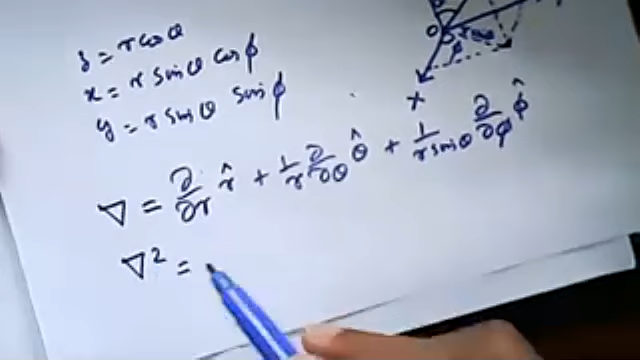 z = r cos θ
x = r sin θ cos ϕ
y = r sin θ sin ϕ
O
x
∇ = ∂/∂r r̂ + 1/r ∂/∂θ θ̂ + 1/(r sin θ) ∂/∂ϕ ϕ̂
∇² =